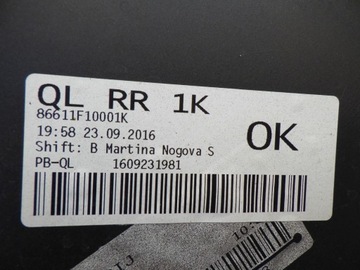 QL RR 1K
86611F10001K
19:58 23.09.2016
OK
Shift: B Martina Nogova S
PB-QL 1609231981